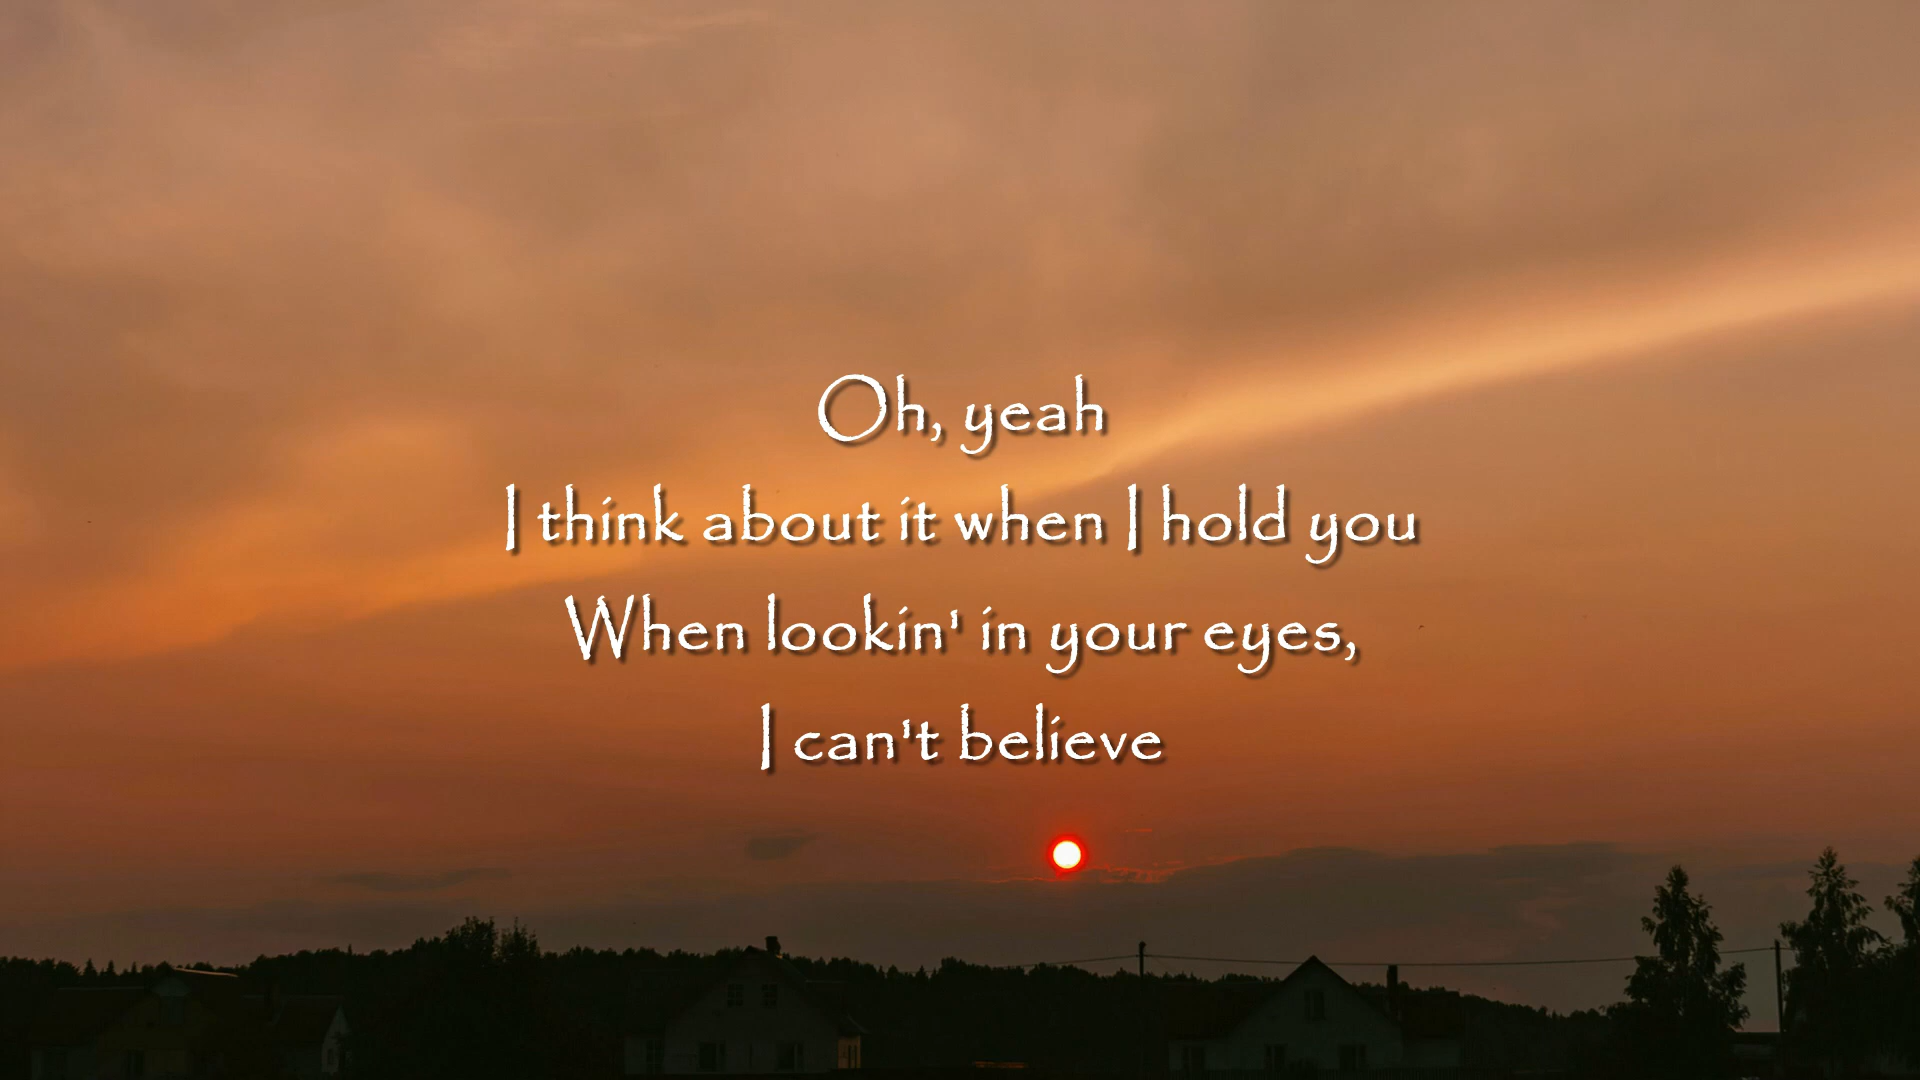 Oh, yeah
I think about it when I hold you
When lookin' in your eyes,
I can't believe